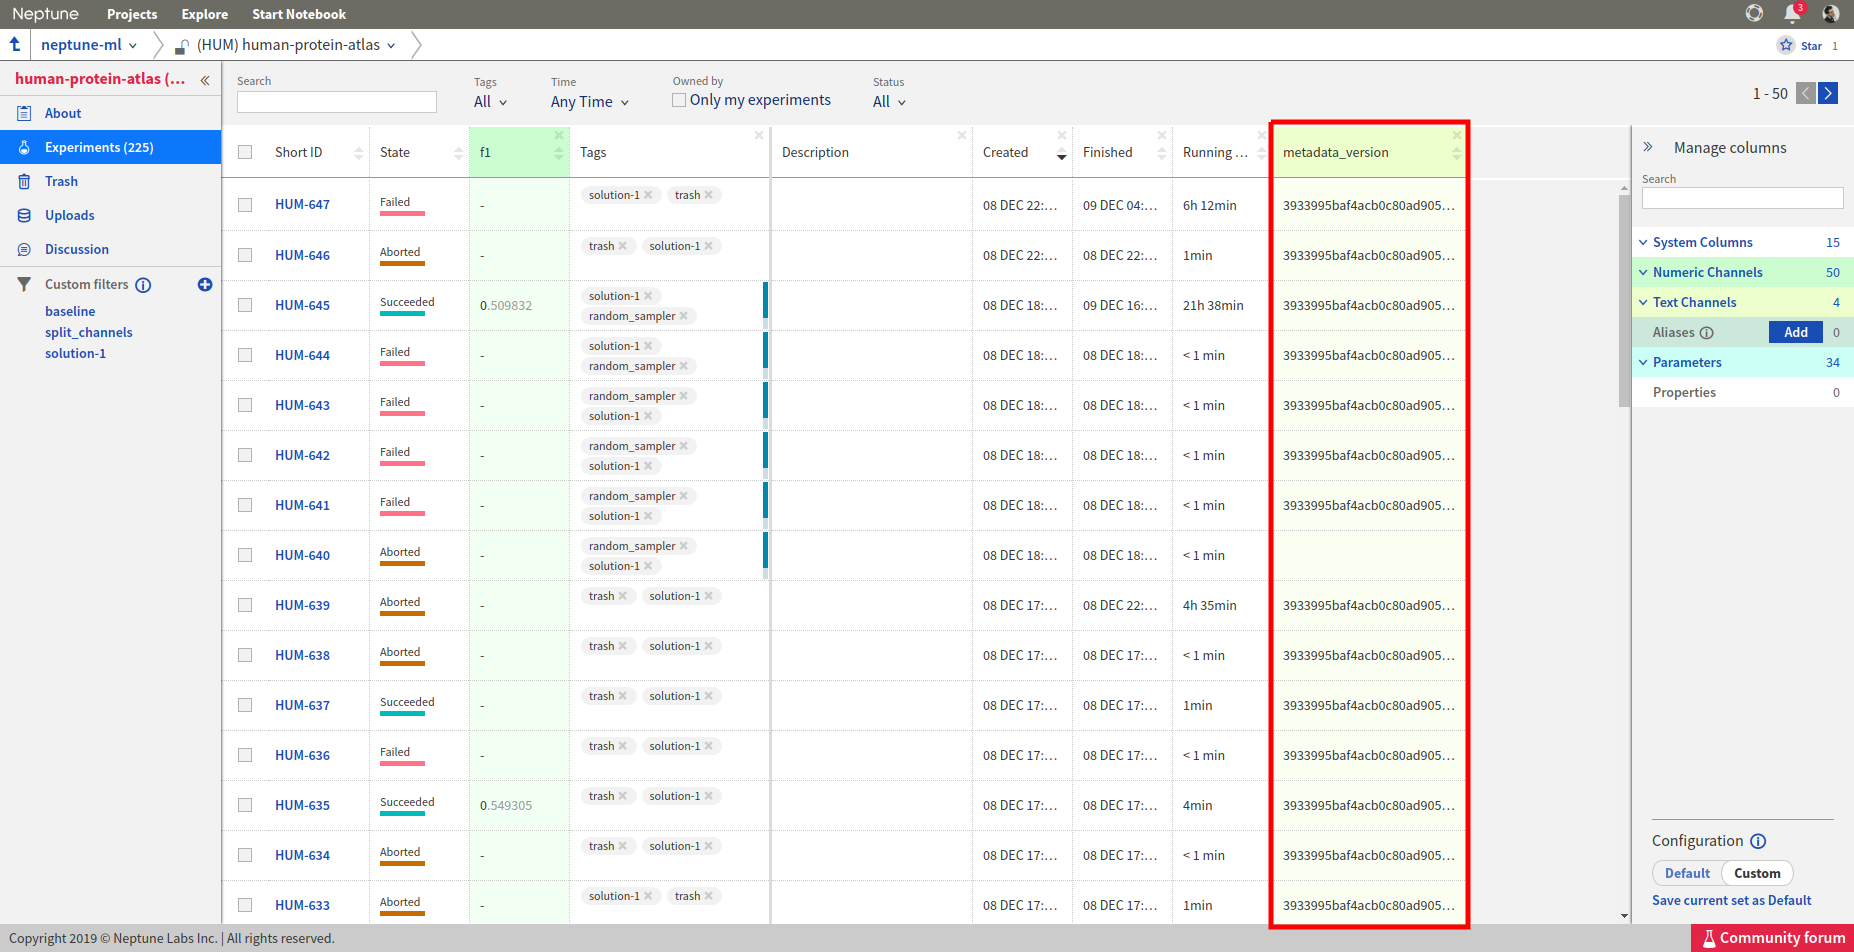 Neptune Projects Explore Start Notebook 3
neptune-ml (HUM) human-protein-atlas Star 1
human-protein-atlas (...
About
Experiments (225)
Trash
Uploads
Discussion
Custom filters
baseline
split_channels
solution-1
Search Tags Time Owned by Status
All Any Time Only my experiments All 1 - 50
Short ID State f1 Tags Description Created Finished Running ... metadata_version
HUM-647 Failed - solution-1 trash 08 DEC 22:... 09 DEC 04:... 6h 12min 3933995baf4acb0c80ad905...
HUM-646 Aborted - trash solution-1 08 DEC 22:... 08 DEC 22:... 1min 3933995baf4acb0c80ad905...
HUM-645 Succeeded 0.509832 solution-1 random_sampler 08 DEC 18:... 09 DEC 16:... 21h 38min 3933995baf4acb0c80ad905...
HUM-644 Failed - solution-1 random_sampler 08 DEC 18:... 08 DEC 18:... < 1 min 3933995baf4acb0c80ad905...
HUM-643 Failed - random_sampler solution-1 08 DEC 18:... 08 DEC 18:... < 1 min 3933995baf4acb0c80ad905...
HUM-642 Failed - random_sampler solution-1 08 DEC 18:... 08 DEC 18:... < 1 min 3933995baf4acb0c80ad905...
HUM-641 Failed - random_sampler solution-1 08 DEC 18:... 08 DEC 18:... < 1 min 3933995baf4acb0c80ad905...
HUM-640 Aborted - random_sampler solution-1 08 DEC 18:... 08 DEC 18:... < 1 min
HUM-639 Aborted - trash solution-1 08 DEC 17:... 08 DEC 22:... 4h 35min 3933995baf4acb0c80ad905...
HUM-638 Aborted - trash solution-1 08 DEC 17:... 08 DEC 17:... < 1 min 3933995baf4acb0c80ad905...
HUM-637 Succeeded - trash solution-1 08 DEC 17:... 08 DEC 17:... 1min 3933995baf4acb0c80ad905...
HUM-636 Failed - trash solution-1 08 DEC 17:... 08 DEC 17:... < 1 min 3933995baf4acb0c80ad905...
HUM-635 Succeeded 0.549305 trash solution-1 08 DEC 17:... 08 DEC 17:... 4min 3933995baf4acb0c80ad905...
HUM-634 Aborted - trash solution-1 08 DEC 17:... 08 DEC 17:... < 1 min 3933995baf4acb0c80ad905...
HUM-633 Aborted - solution-1 trash 08 DEC 17:... 08 DEC 17:... 1min 3933995baf4acb0c80ad905...
Manage columns
Search
System Columns 15
Numeric Channels 50
Text Channels 4
Aliases Add 0
Parameters 34
Properties 0
Configuration
Default Custom
Save current set as Default
Copyright 2019 © Neptune Labs Inc. | All rights reserved. Community forum